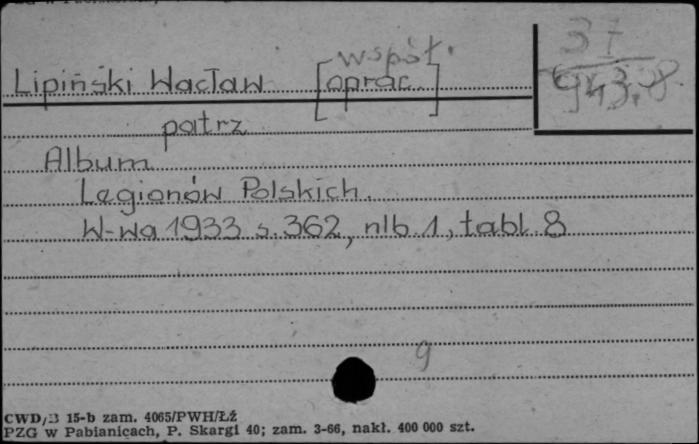 współ.
37
Lipiński Wacław [oprac.]
943.8
patrz
Album
Legionów Polskich.
W-wa 1933 s. 362, nlb 1, tabl. 8
9
CWD/B 15-b zam. 4065/PWH/Łź
PZG w Pabianicach, P. Skargi 40; zam. 3-66, nakł. 400 000 szt.